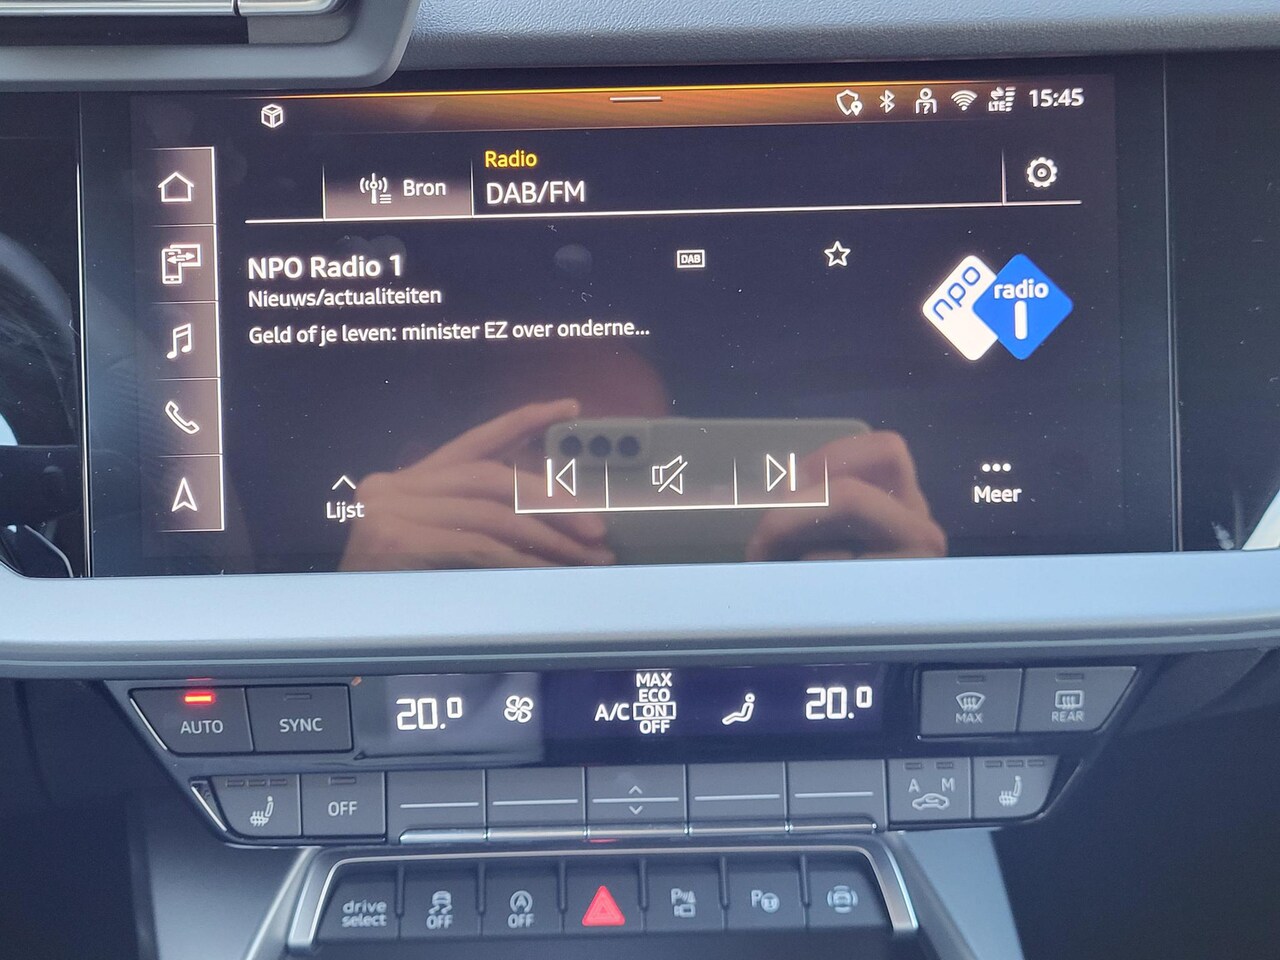 LTE 15:45
Bron
Radio
DAB/FM
NPO Radio 1
DAB
Nieuws/actualiteiten
Geld of je leven: minister EZ over onderne...
npo radio 1
Lijst
Meer
AUTO
SYNC
20.0
A/C
MAX
ECO
ON
OFF
20.0
MAX
REAR
OFF
A M
drive
select
OFF
OFF
P
P